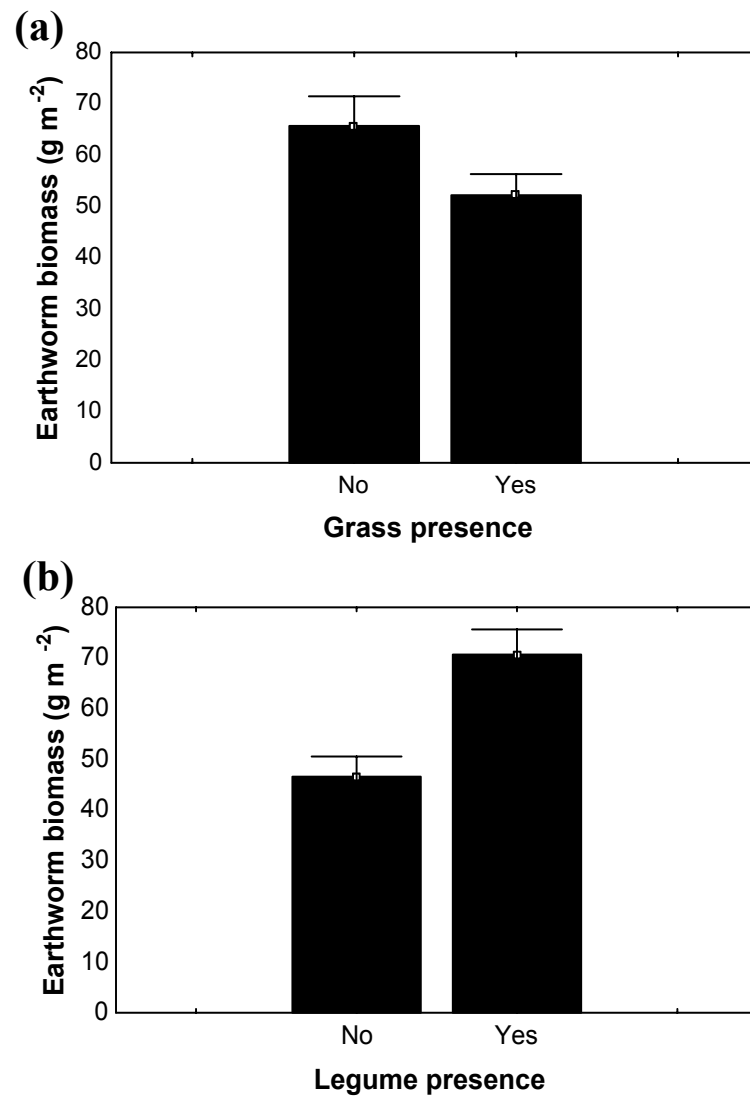 (a)
Earthworm biomass (g m⁻²)
80
70
60
50
40
30
20
10
0
No Yes
Grass presence
(b)
Earthworm biomass (g m⁻²)
80
70
60
50
40
30
20
10
0
No Yes
Legume presence